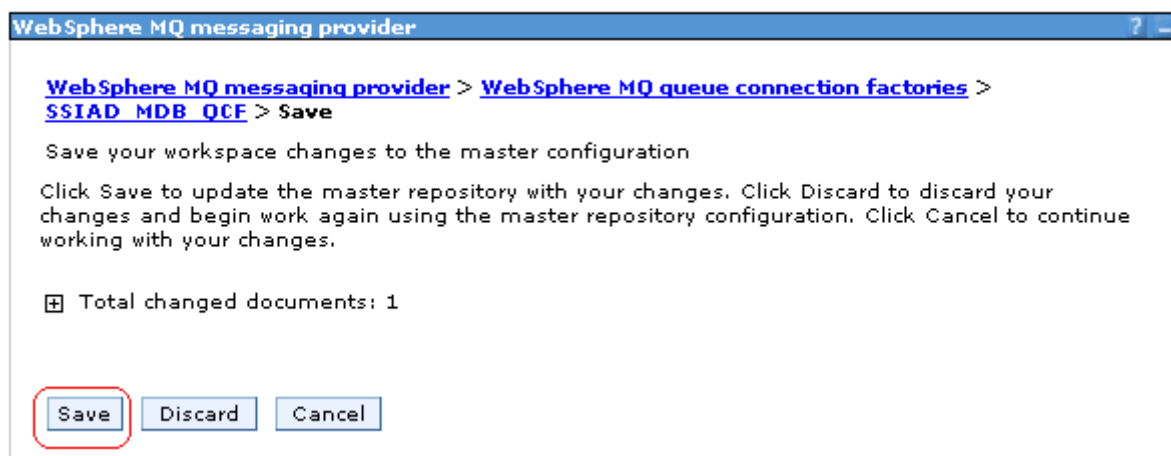 WebSphere MQ messaging provider ? –
WebSphere MQ messaging provider > WebSphere MQ queue connection factories >
SSIAD_MDB_QCF > Save
Save your workspace changes to the master configuration
Click Save to update the master repository with your changes. Click Discard to discard your
changes and begin work again using the master repository configuration. Click Cancel to continue
working with your changes.
+ Total changed documents: 1
Save Discard Cancel